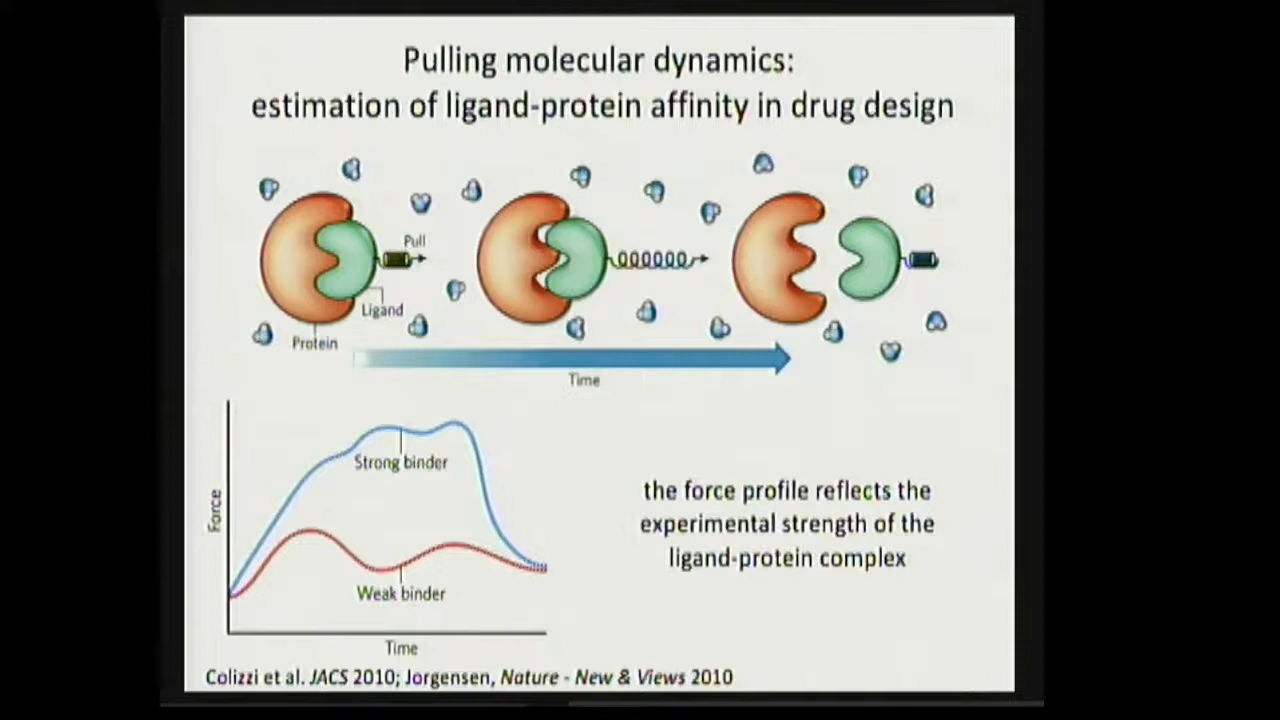 Pulling molecular dynamics:
estimation of ligand-protein affinity in drug design
Pull
Ligand
Protein
Time
Force
Strong binder
Weak binder
Time
the force profile reflects the
experimental strength of the
ligand-protein complex
Colizzi et al. JACS 2010; Jorgensen, Nature - New & Views 2010